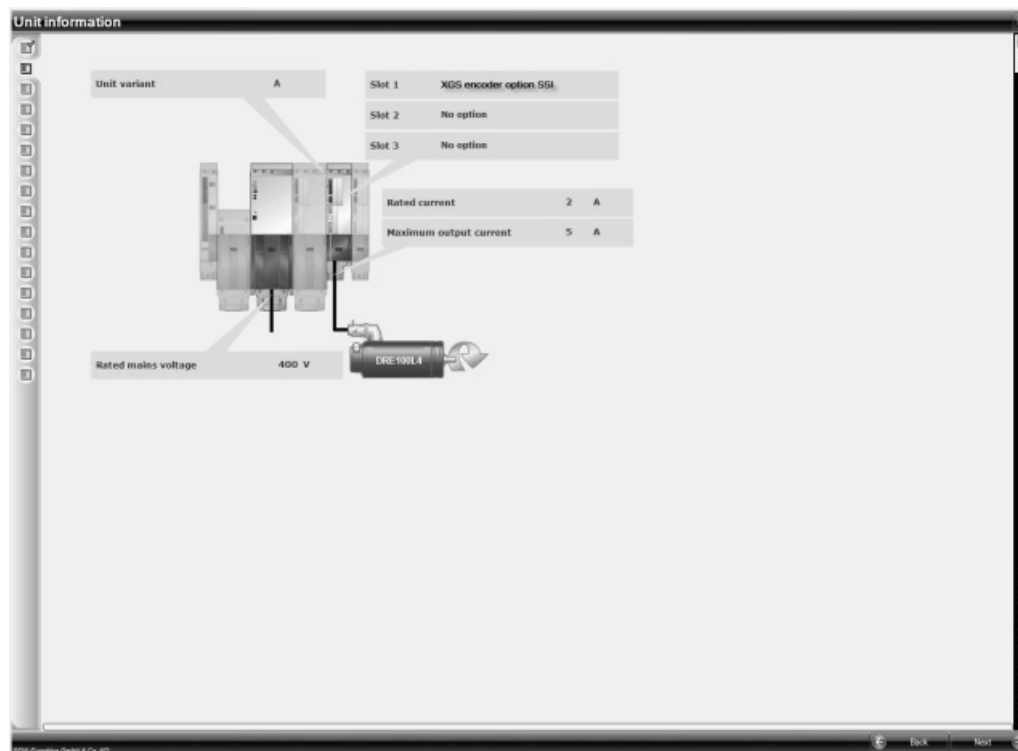 Unit information
Unit variant A
Slot 1 XGS encoder option SSI
Slot 2 No option
Slot 3 No option
Rated current 2 A
Maximum output current 5 A
Rated mains voltage 400 V
DRE100L4
Back Next